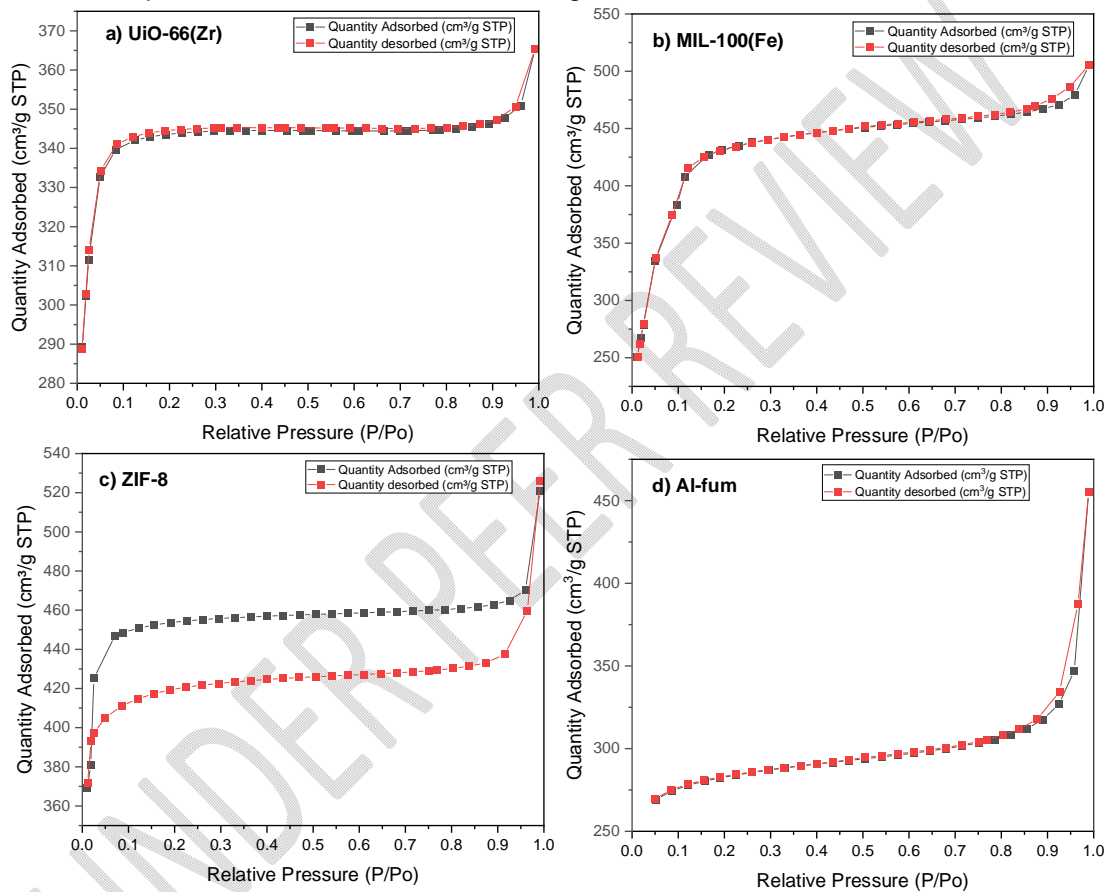 a) UiO-66(Zr)
Quantity Adsorbed (cm³/g STP)
Quantity desorbed (cm³/g STP)
Quantity Adsorbed (cm³/g STP)
370
360
350
340
330
320
310
300
290
280
0.0 0.1 0.2 0.3 0.4 0.5 0.6 0.7 0.8 0.9 1.0
Relative Pressure (P/Po)
b) MIL-100(Fe)
Quantity Adsorbed (cm³/g STP)
Quantity desorbed (cm³/g STP)
Quantity Adsorbed (cm³/g STP)
550
500
450
400
350
300
250
0.0 0.1 0.2 0.3 0.4 0.5 0.6 0.7 0.8 0.9 1.0
Relative Pressure (P/Po)
c) ZIF-8
Quantity Adsorbed (cm³/g STP)
Quantity desorbed (cm³/g STP)
Quantity Adsorbed (cm³/g STP)
540
520
500
480
460
440
420
400
380
360
0.0 0.1 0.2 0.3 0.4 0.5 0.6 0.7 0.8 0.9 1.0
Relative Pressure (P/Po)
d) Al-fum
Quantity Adsorbed (cm³/g STP)
Quantity desorbed (cm³/g STP)
Quantity Adsorbed (cm³/g STP)
450
400
350
300
250
0.0 0.1 0.2 0.3 0.4 0.5 0.6 0.7 0.8 0.9 1.0
Relative Pressure (P/Po)
UNDER PEER REVIEW